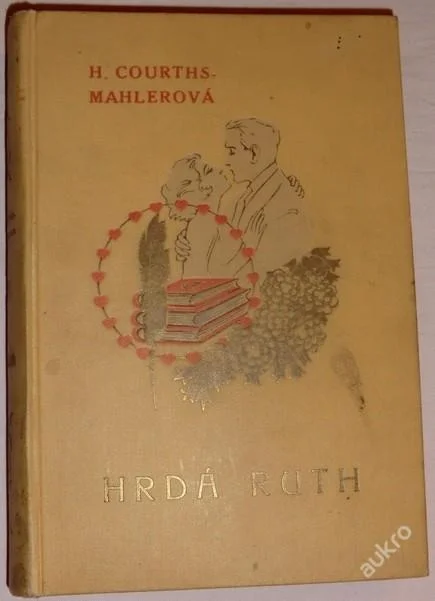 H. COURTHS-
MAHLEROVÁ
HRDÁ RUTH
aukro